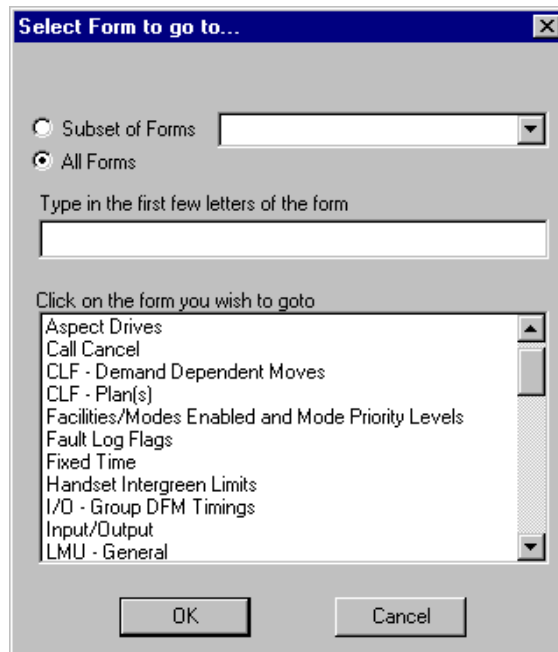 Select Form to go to...
Subset of Forms
All Forms
Type in the first few letters of the form
Click on the form you wish to goto
Aspect Drives
Call Cancel
CLF - Demand Dependent Moves
CLF - Plan(s)
Facilities/Modes Enabled and Mode Priority Levels
Fault Log Flags
Fixed Time
Handset Intergreen Limits
I/O - Group DFM Timings
Input/Output
LMU - General
OK Cancel